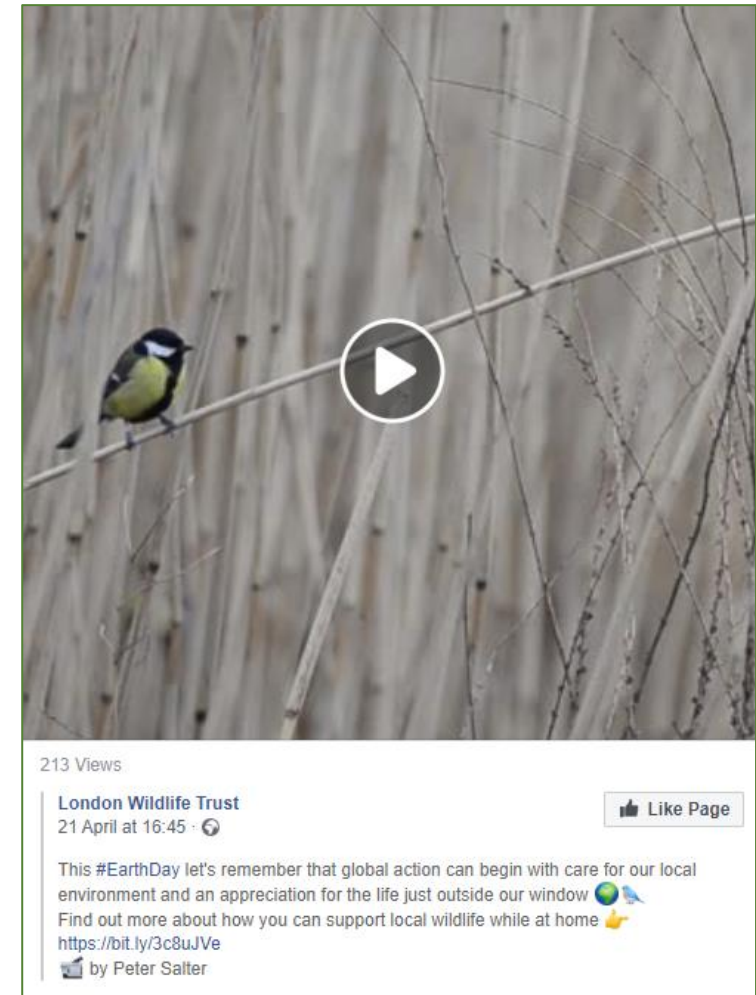 213 Views
London Wildlife Trust
Like Page
21 April at 16:45 ·
This #EarthDay let's remember that global action can begin with care for our local
environment and an appreciation for the life just outside our window 🌍🐦
Find out more about how you can support local wildlife while at home 👉
https://bit.ly/3c8uJVe
📹 by Peter Salter